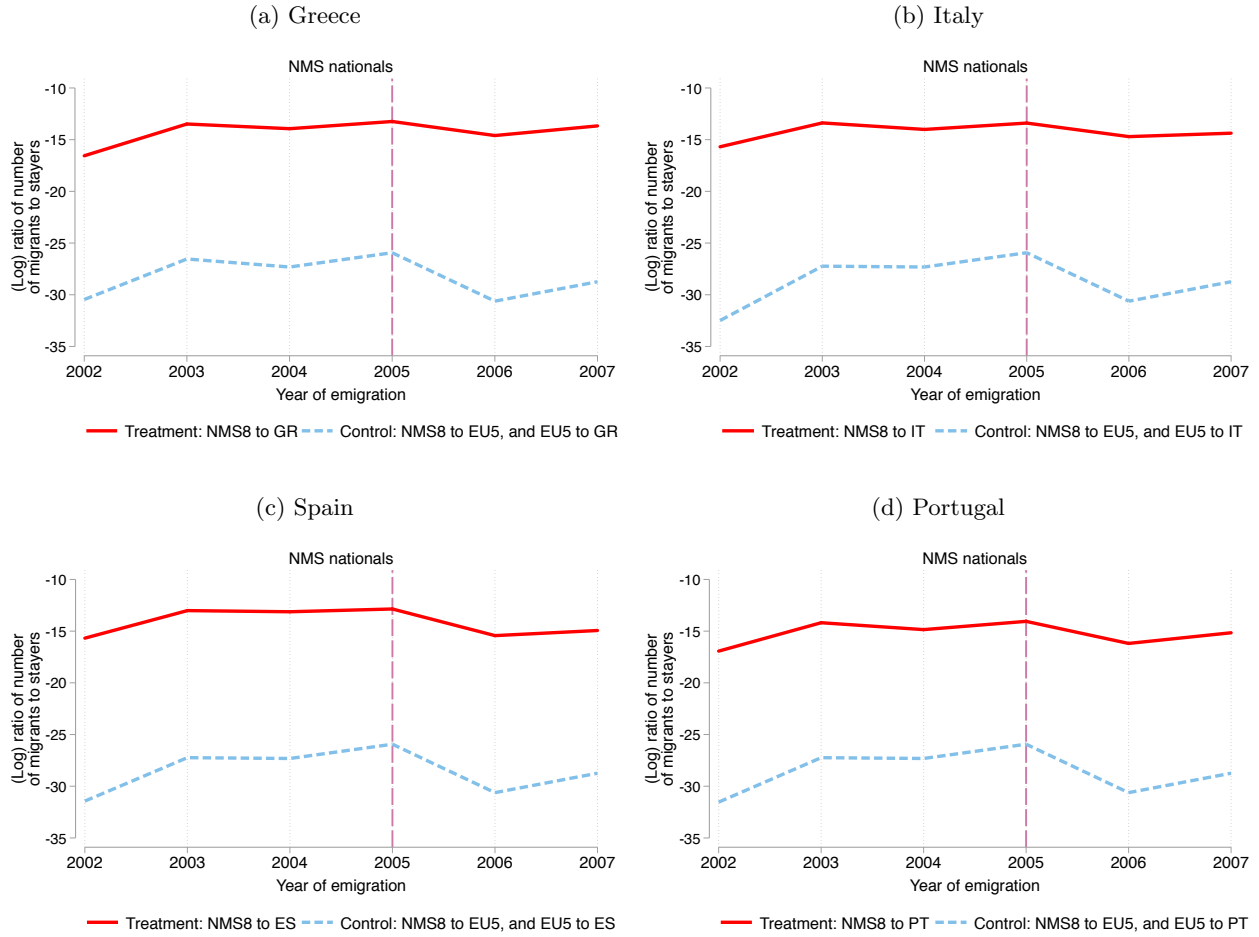 (a) Greece
NMS nationals
(Log) ratio of number
of migrants to stayers
-10
-15
-20
-25
-30
-35
2002 2003 2004 2005 2006 2007
Year of emigration
Treatment: NMS8 to GR Control: NMS8 to EU5, and EU5 to GR
(b) Italy
NMS nationals
(Log) ratio of number
of migrants to stayers
-10
-15
-20
-25
-30
-35
2002 2003 2004 2005 2006 2007
Year of emigration
Treatment: NMS8 to IT Control: NMS8 to EU5, and EU5 to IT
(c) Spain
NMS nationals
(Log) ratio of number
of migrants to stayers
-10
-15
-20
-25
-30
-35
2002 2003 2004 2005 2006 2007
Year of emigration
Treatment: NMS8 to ES Control: NMS8 to EU5, and EU5 to ES
(d) Portugal
NMS nationals
(Log) ratio of number
of migrants to stayers
-10
-15
-20
-25
-30
-35
2002 2003 2004 2005 2006 2007
Year of emigration
Treatment: NMS8 to PT Control: NMS8 to EU5, and EU5 to PT